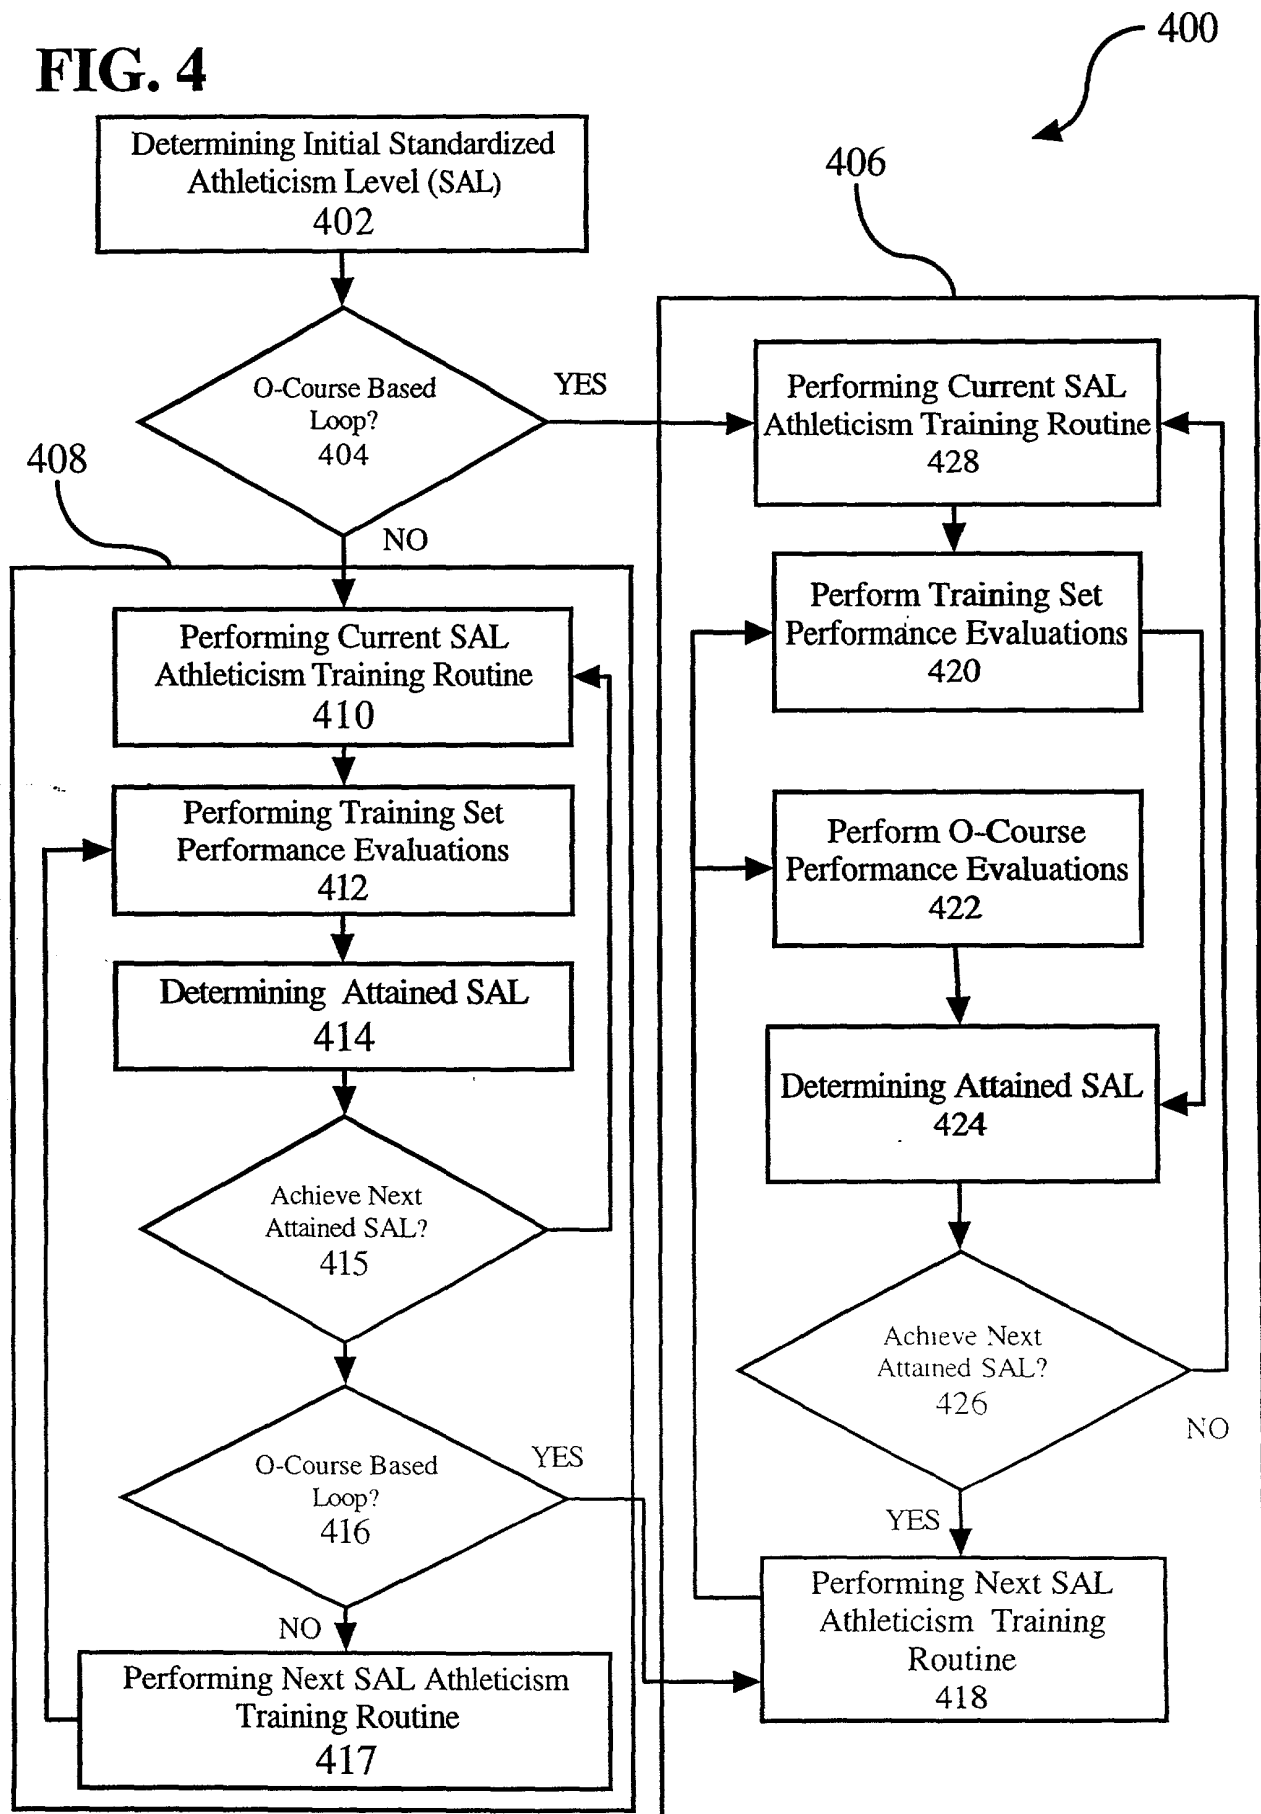 FIG. 4
400
Determining Initial Standardized
Athleticism Level (SAL)
402
406
O-Course Based
Loop?
404
YES
NO
408
Performing Current SAL
Athleticism Training Routine
410
Performing Training Set
Performance Evaluations
412
Determining Attained SAL
414
Achieve Next
Attained SAL?
415
O-Course Based
Loop?
416
YES
NO
Performing Next SAL Athleticism
Training Routine
417
Performing Current SAL
Athleticism Training Routine
428
Perform Training Set
Performance Evaluations
420
Perform O-Course
Performance Evaluations
422
Determining Attained SAL
424
Achieve Next
Attained SAL?
426
NO
YES
Performing Next SAL
Athleticism Training
Routine
418